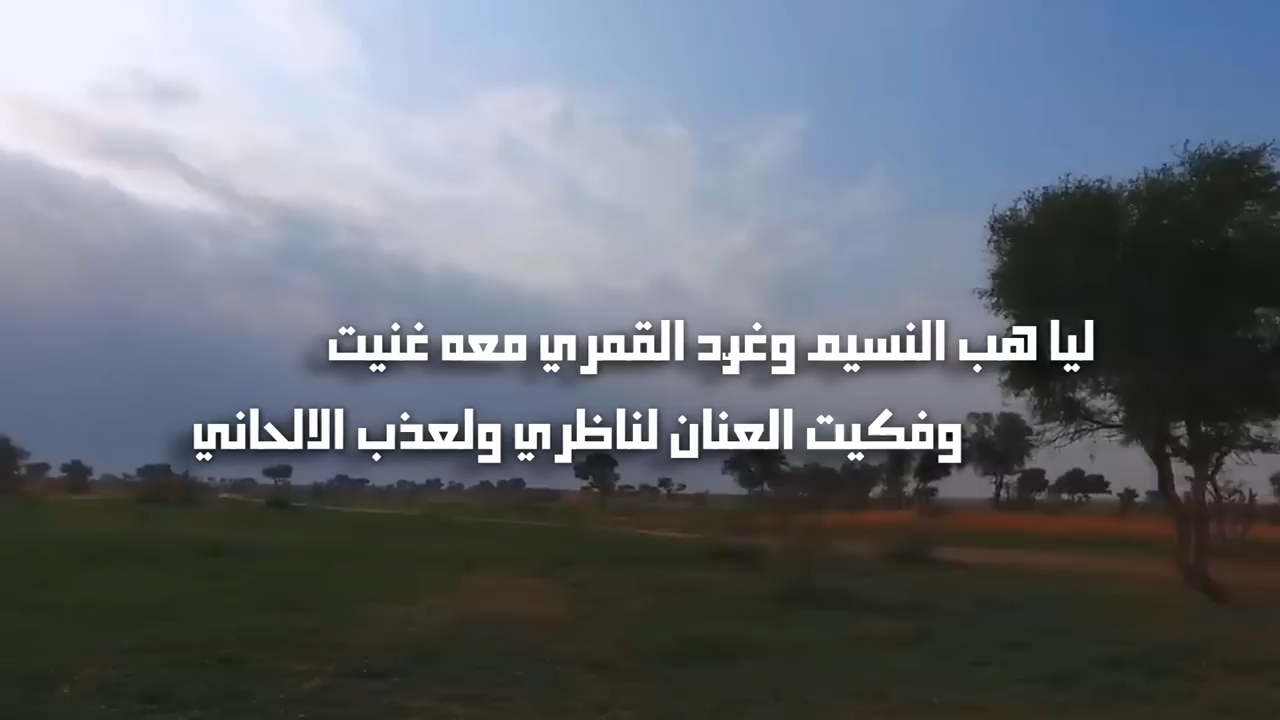 ليا هب النسيم وغرد القمري معه غنيت
وفكيت العنان لناظري ولعذب الالحاني